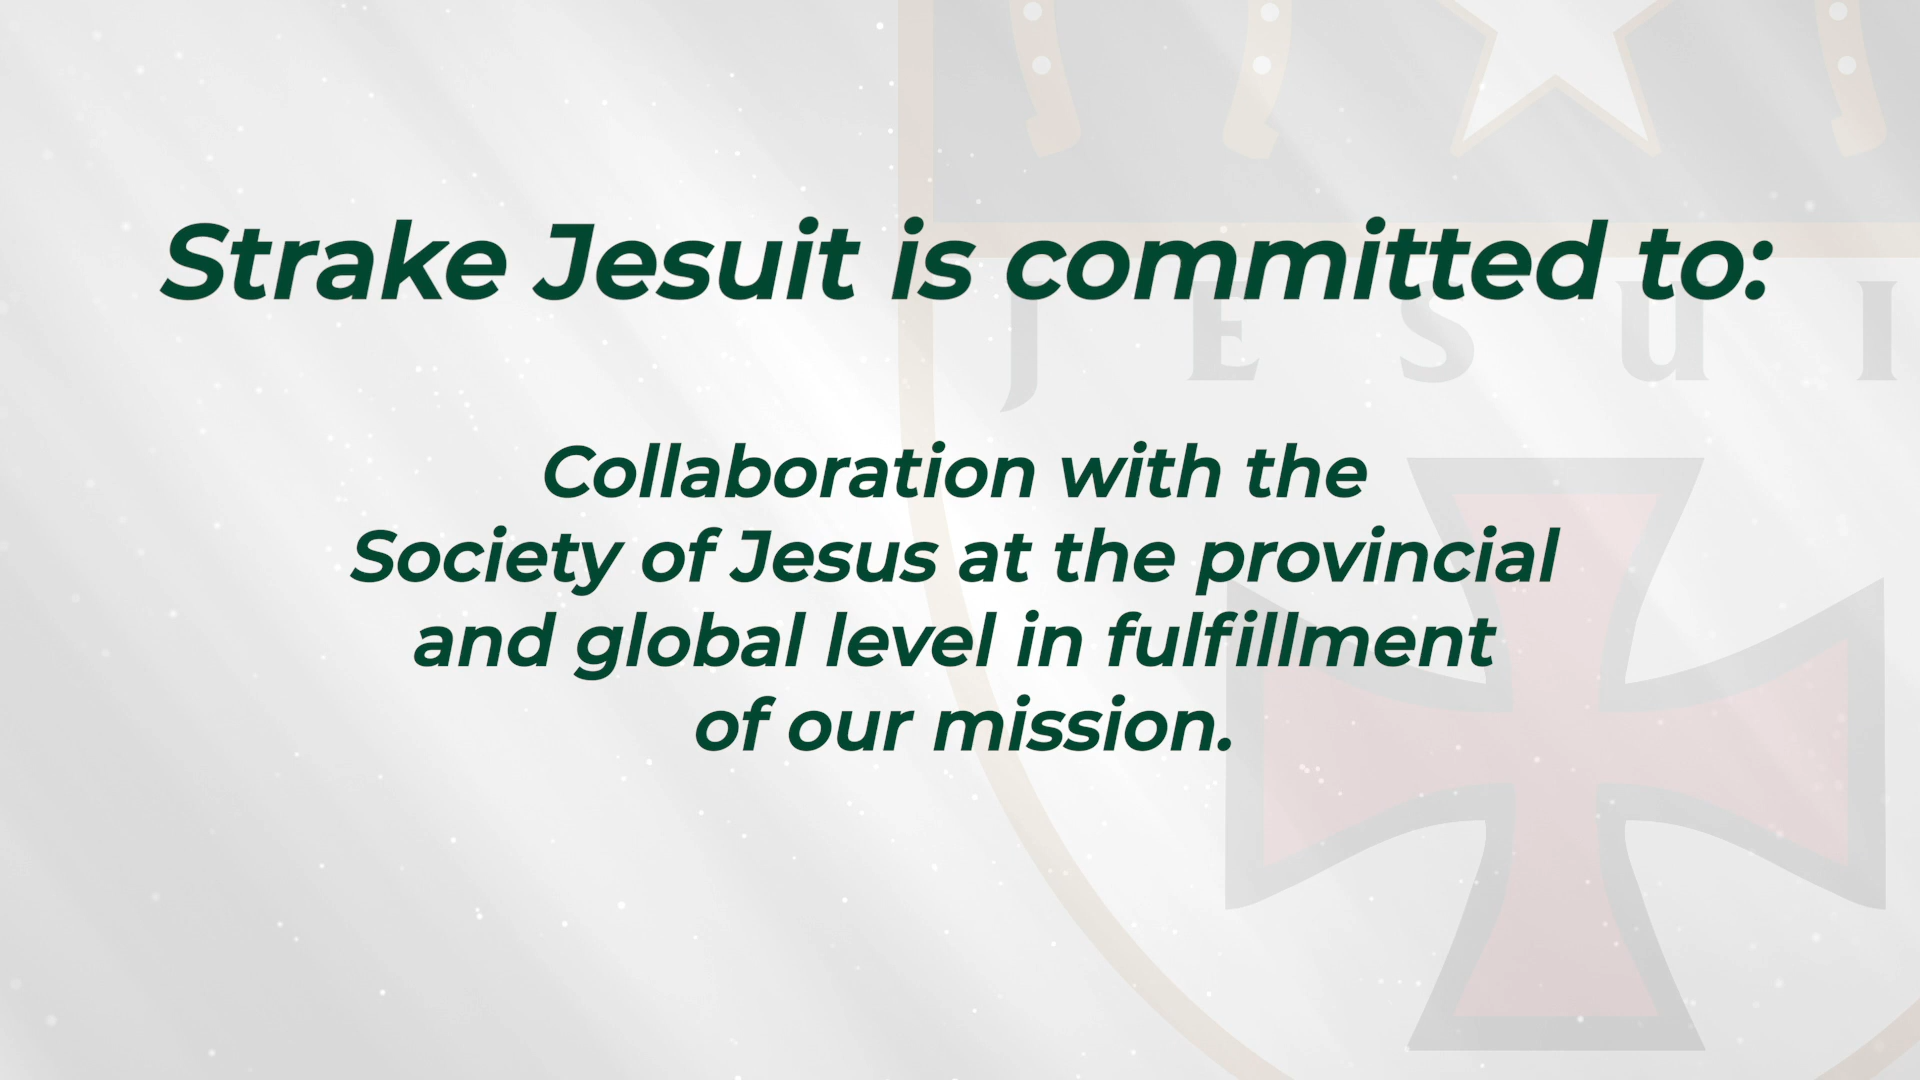 Strake Jesuit is committed to:
JESUI
Collaboration with the
Society of Jesus at the provincial
and global level in fulfillment
of our mission.